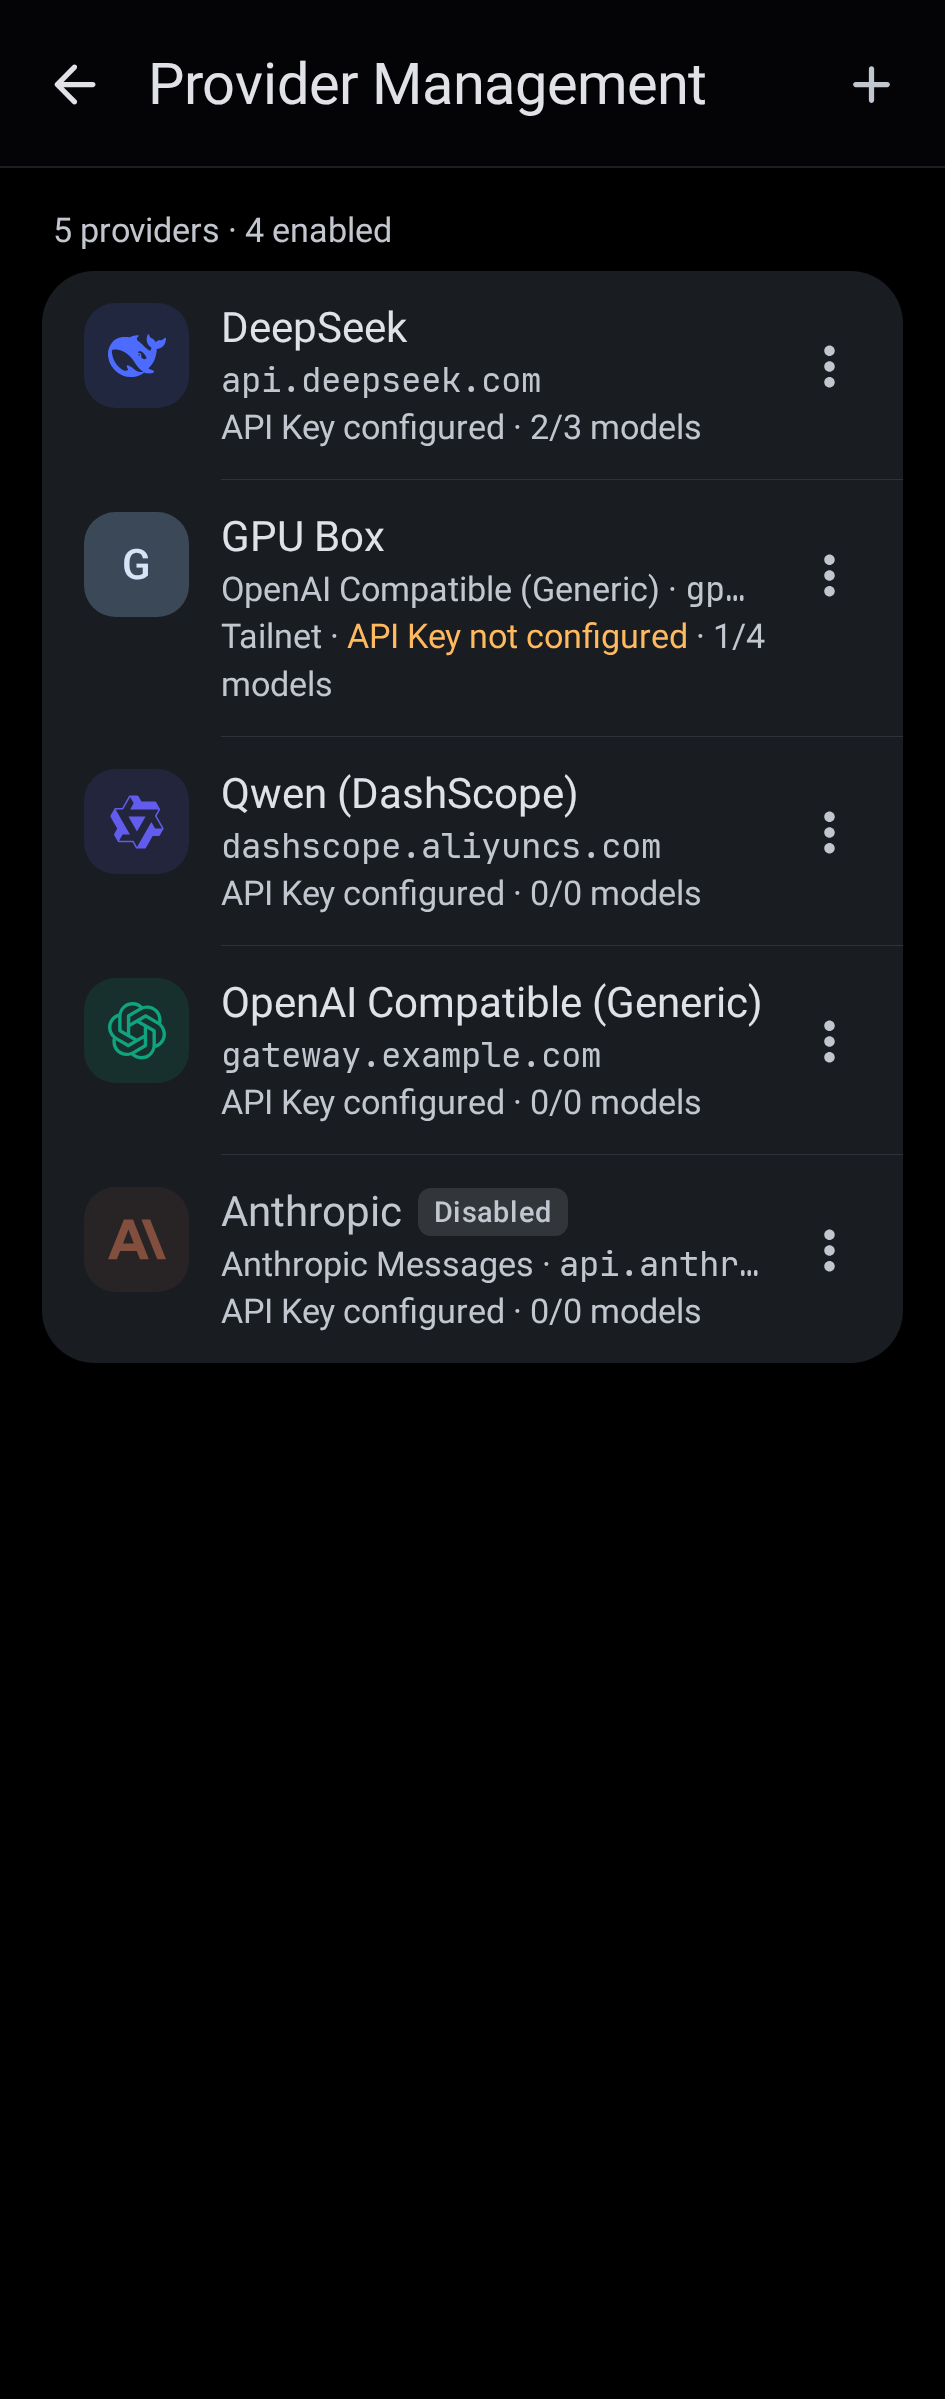 Provider Management
5 providers · 4 enabled
DeepSeek
api.deepseek.com
API Key configured · 2/3 models
G
GPU Box
OpenAI Compatible (Generic) · gp…
Tailnet · API Key not configured · 1/4
models
Qwen (DashScope)
dashscope.aliyuncs.com
API Key configured · 0/0 models
OpenAI Compatible (Generic)
gateway.example.com
API Key configured · 0/0 models
Anthropic Disabled
Anthropic Messages · api.anthr…
API Key configured · 0/0 models